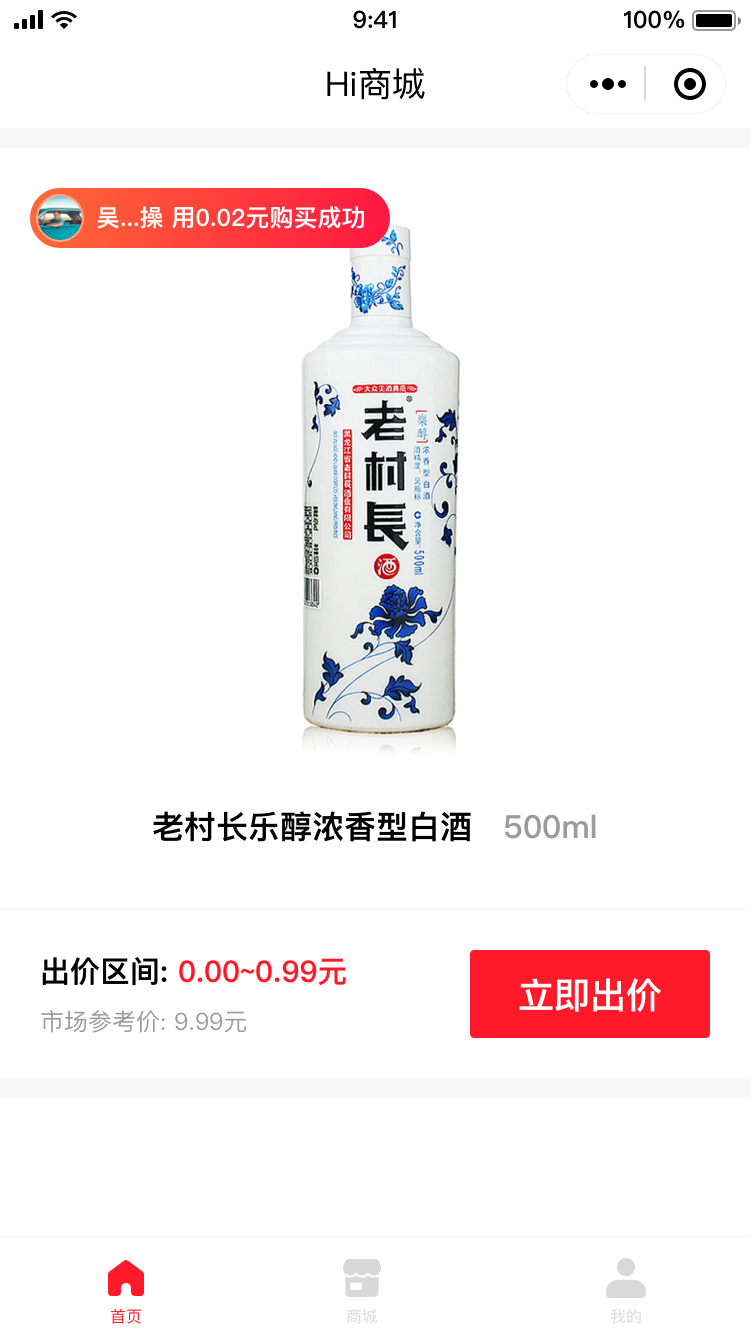 9:41
100%
Hi商城
吴...操 用0.02元购买成功
大众美酒典范
老村長
酒
黑龙江省老村長酒业有限公司
浓香型白酒
酒精度：见瓶标
净含量：500ml
老村长乐醇浓香型白酒 500ml
出价区间: 0.00~0.99元
市场参考价: 9.99元
立即出价
首页
商城
我的